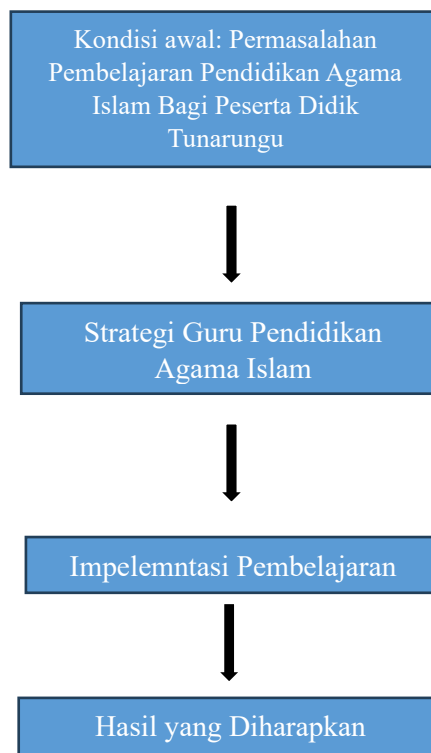 Kondisi awal: Permasalahan
Pembelajaran Pendidikan Agama
Islam Bagi Peserta Didik
Tunarungu
Strategi Guru Pendidikan
Agama Islam
Impelemntasi Pembelajaran
Hasil yang Diharapkan